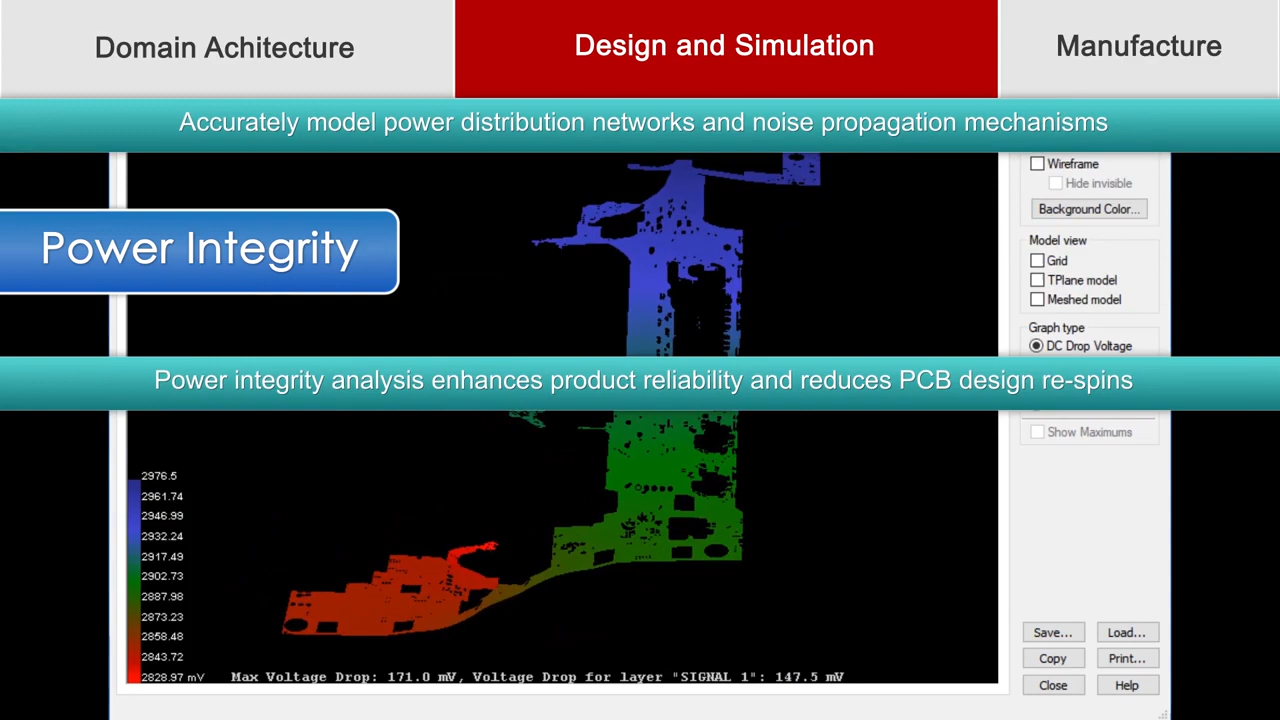 Domain Achitecture
Design and Simulation
Manufacture
Accurately model power distribution networks and noise propagation mechanisms
Wireframe
Hide invisible
Background Color...
Power Integrity
Model view
Grid
TPlane model
Meshed model
Graph type
DC Drop Voltage
Power integrity analysis enhances product reliability and reduces PCB design re-spins
Show Maximums
2976.5
2961.74
2946.99
2932.24
2917.49
2902.73
2887.98
2873.23
2858.48
2843.72
2828.97 mV
Max Voltage Drop: 171.0 mV, Voltage Drop for layer "SIGNAL 1": 147.5 mV
Save... Load...
Copy Print...
Close Help